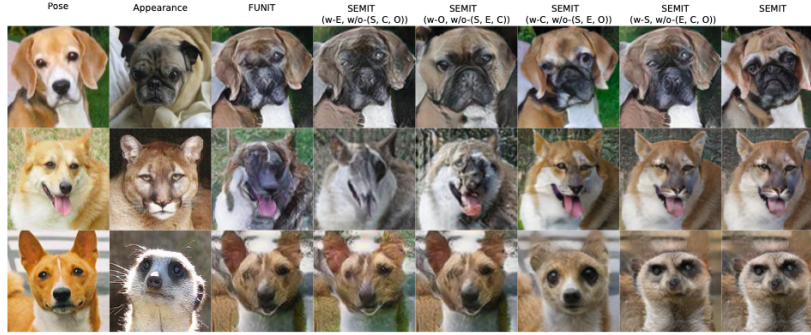 Pose
Appearance
FUNIT
SEMIT
(w-E, w/o-(S, C, O))
SEMIT
(w-O, w/o-(S, E, C))
SEMIT
(w-C, w/o-(S, E, O))
SEMIT
(w-S, w/o-(E, C, O))
SEMIT